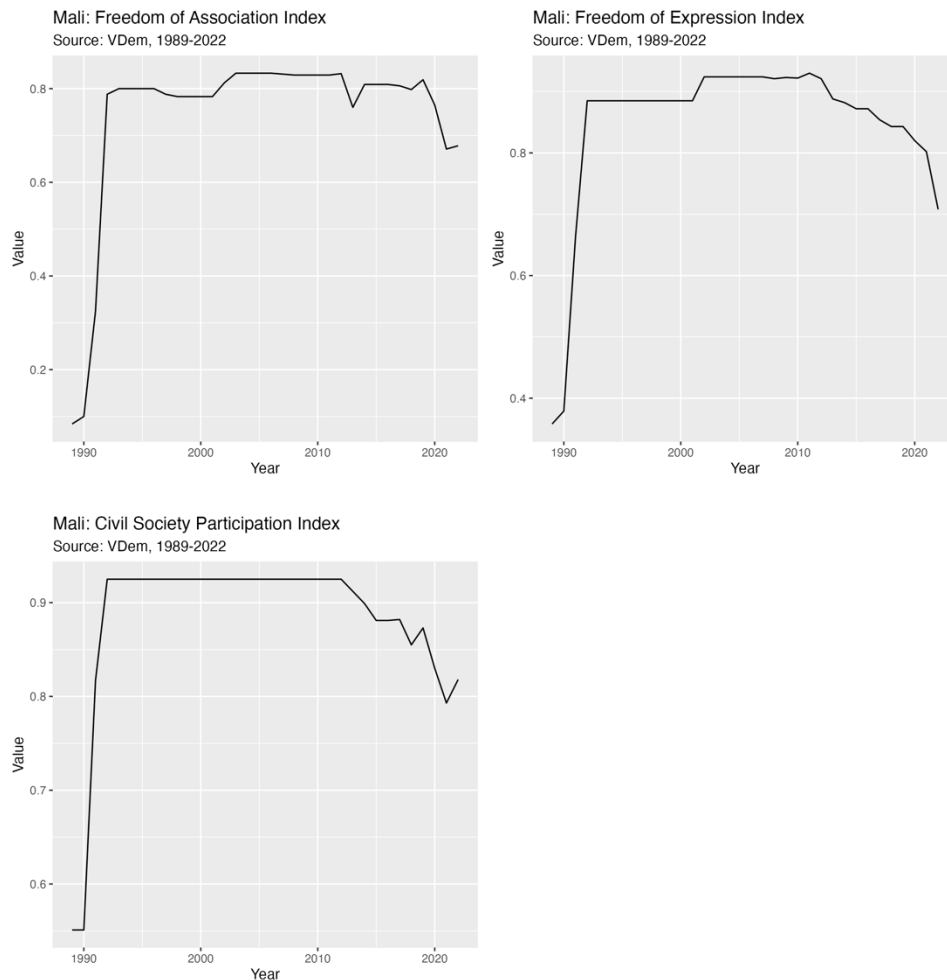 Mali: Freedom of Association Index
Source: VDem, 1989-2022
0.8
0.6
0.4
0.2
Value
1990 2000 2010 2020
Year
Mali: Freedom of Expression Index
Source: VDem, 1989-2022
0.8
0.6
0.4
Value
1990 2000 2010 2020
Year
Mali: Civil Society Participation Index
Source: VDem, 1989-2022
0.9
0.8
0.7
0.6
Value
1990 2000 2010 2020
Year